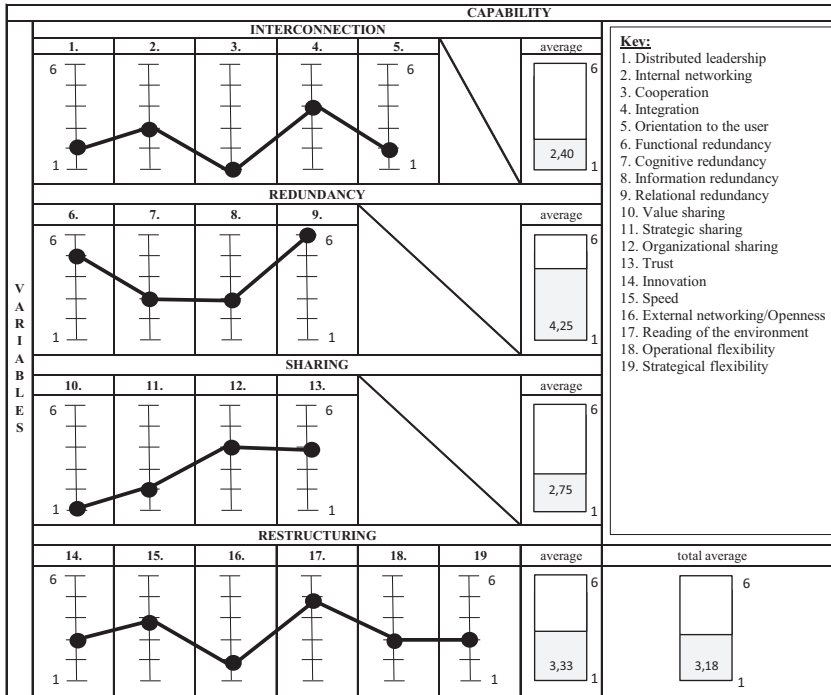 CAPABILITY
INTERCONNECTION
1. 2. 3. 4. 5. average
6 6 6
2,40
1 1 1
REDUNDANCY
6. 7. 8. 9. average
6 6 6
4,25
1 1 1
SHARING
10. 11. 12. 13. average
6 6 6
2,75
1 1 1
RESTRUCTURING
14. 15. 16. 17. 18. 19 average total average
6 6 6 6
3,33 3,18
1 1 1 1
VARIABLES
Key:
1. Distributed leadership
2. Internal networking
3. Cooperation
4. Integration
5. Orientation to the user
6. Functional redundancy
7. Cognitive redundancy
8. Information redundancy
9. Relational redundancy
10. Value sharing
11. Strategic sharing
12. Organizational sharing
13. Trust
14. Innovation
15. Speed
16. External networking/Openness
17. Reading of the environment
18. Operational flexibility
19. Strategical flexibility